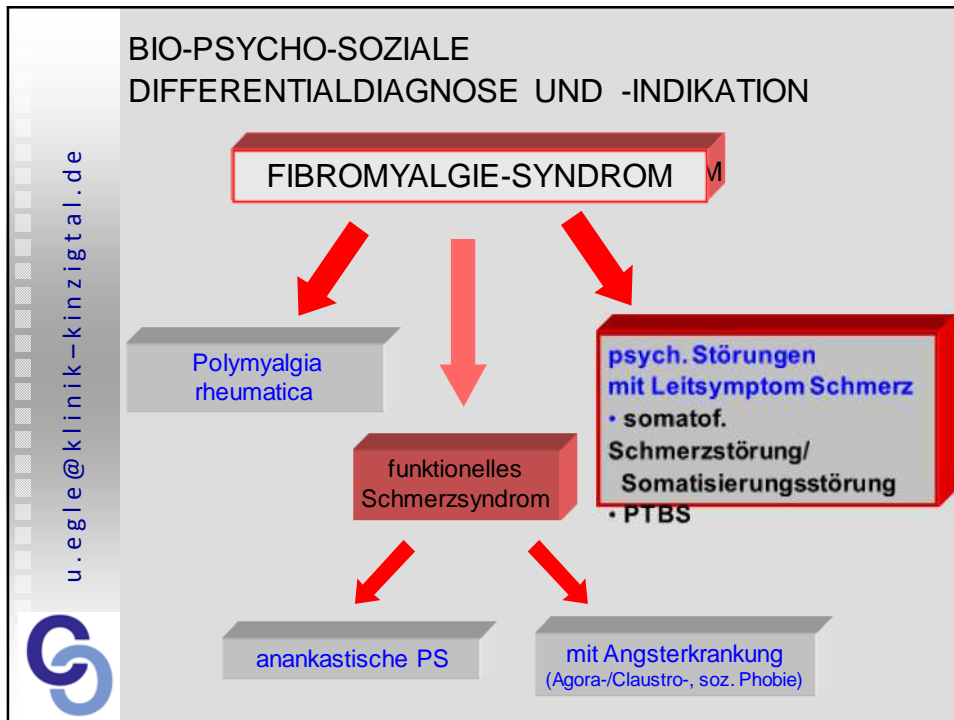 BIO-PSYCHO-SOZIALE
DIFFERENTIALDIAGNOSE UND -INDIKATION
FIBROMYALGIE-SYNDROM M
Polymyalgia
rheumatica
funktionelles
Schmerzsyndrom
psych. Störungen
mit Leitsymptom Schmerz
• somatof.
Schmerzstörung/
Somatisierungsstörung
• PTBS
anankastische PS
mit Angsterkrankung
(Agora-/Claustro-, soz. Phobie)
u.egle@klinik–kinzigtal.de